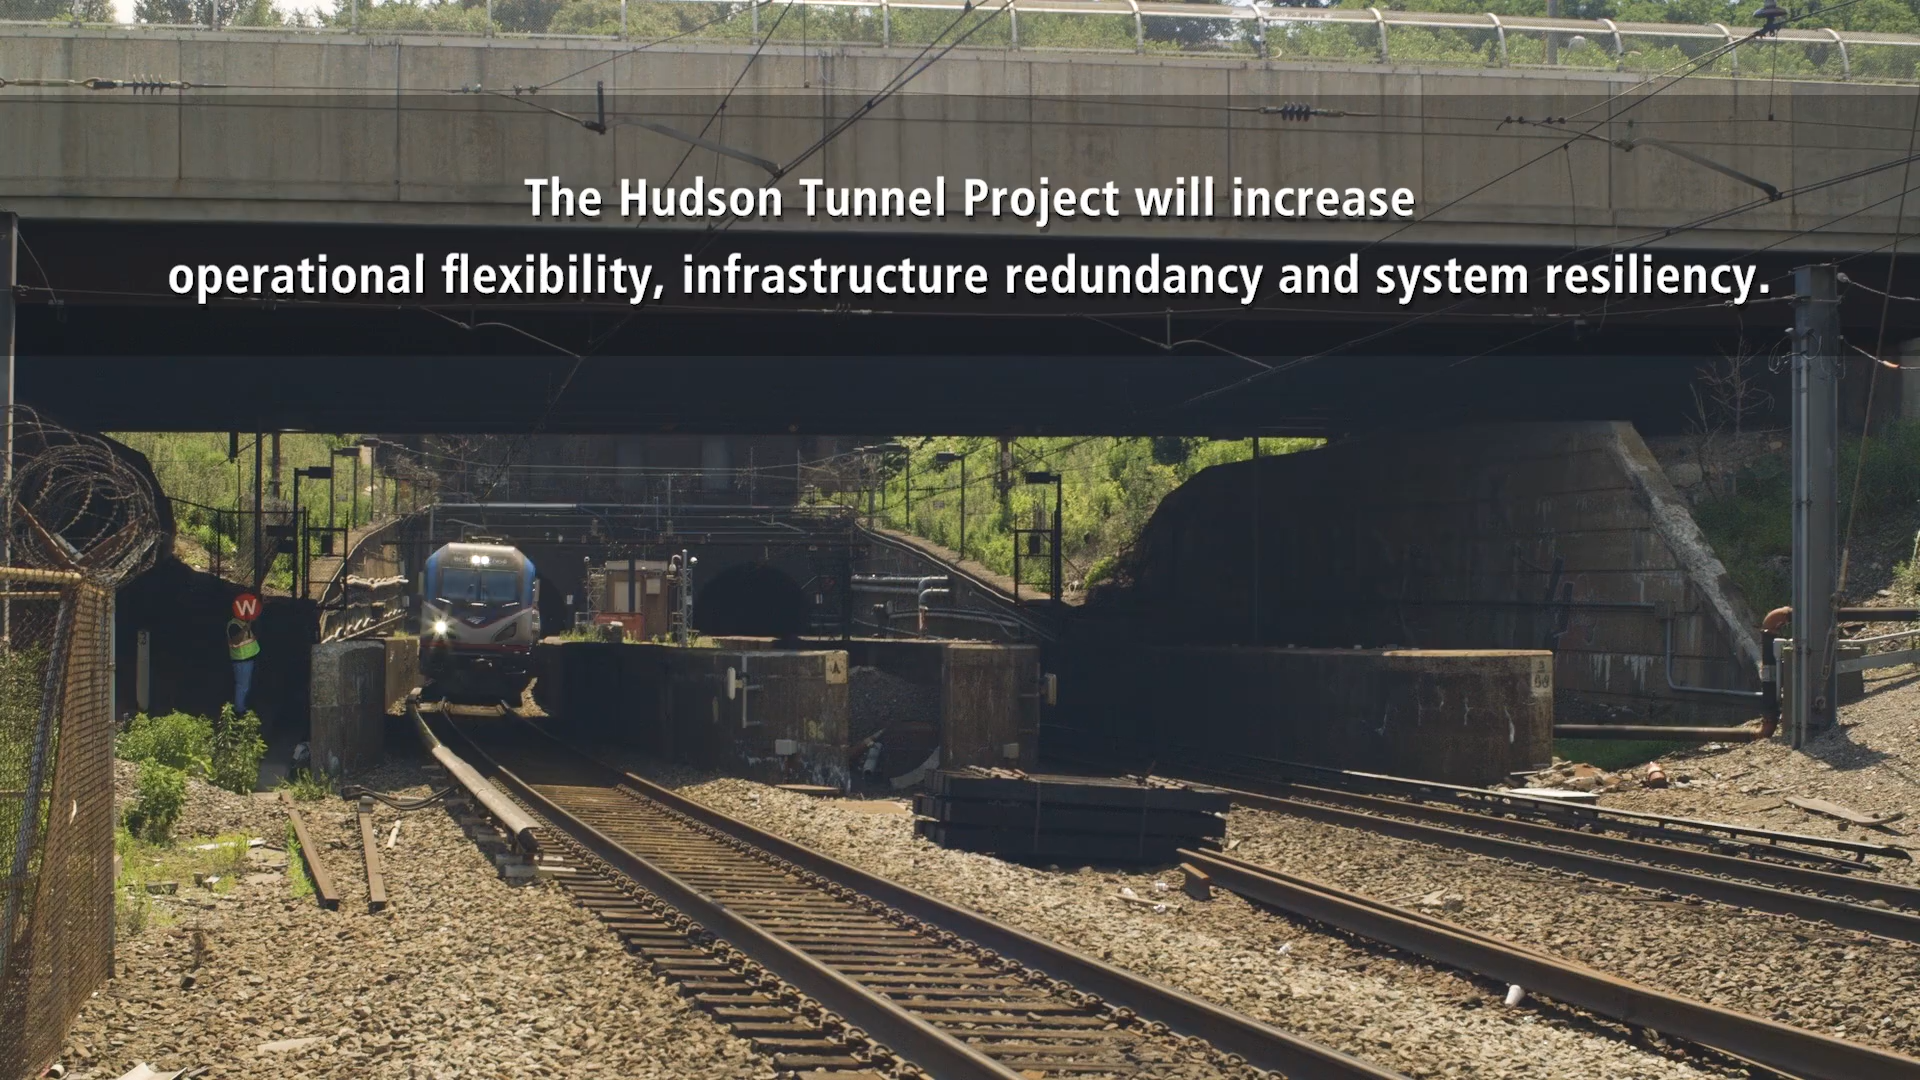 The Hudson Tunnel Project will increase
operational flexibility, infrastructure redundancy and system resiliency.
W